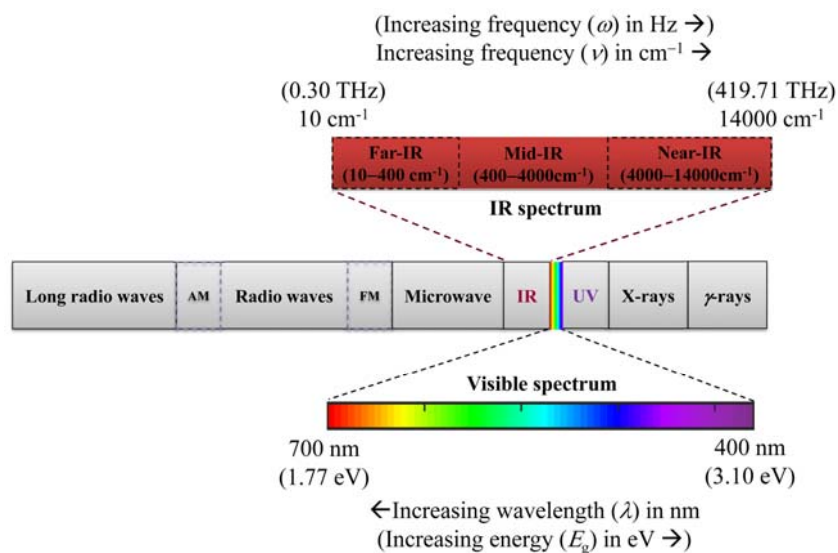 (Increasing frequency (ω) in Hz →)
Increasing frequency (ν) in cm⁻¹ →
(0.30 THz)
10 cm⁻¹
(419.71 THz)
14000 cm⁻¹
Far-IR
(10–400 cm⁻¹)
Mid-IR
(400–4000cm⁻¹)
Near-IR
(4000–14000cm⁻¹)
IR spectrum
Long radio waves
AM
Radio waves
FM
Microwave
IR
UV
X-rays
γ-rays
Visible spectrum
700 nm
(1.77 eV)
400 nm
(3.10 eV)
←Increasing wavelength (λ) in nm
(Increasing energy (E₉) in eV →)